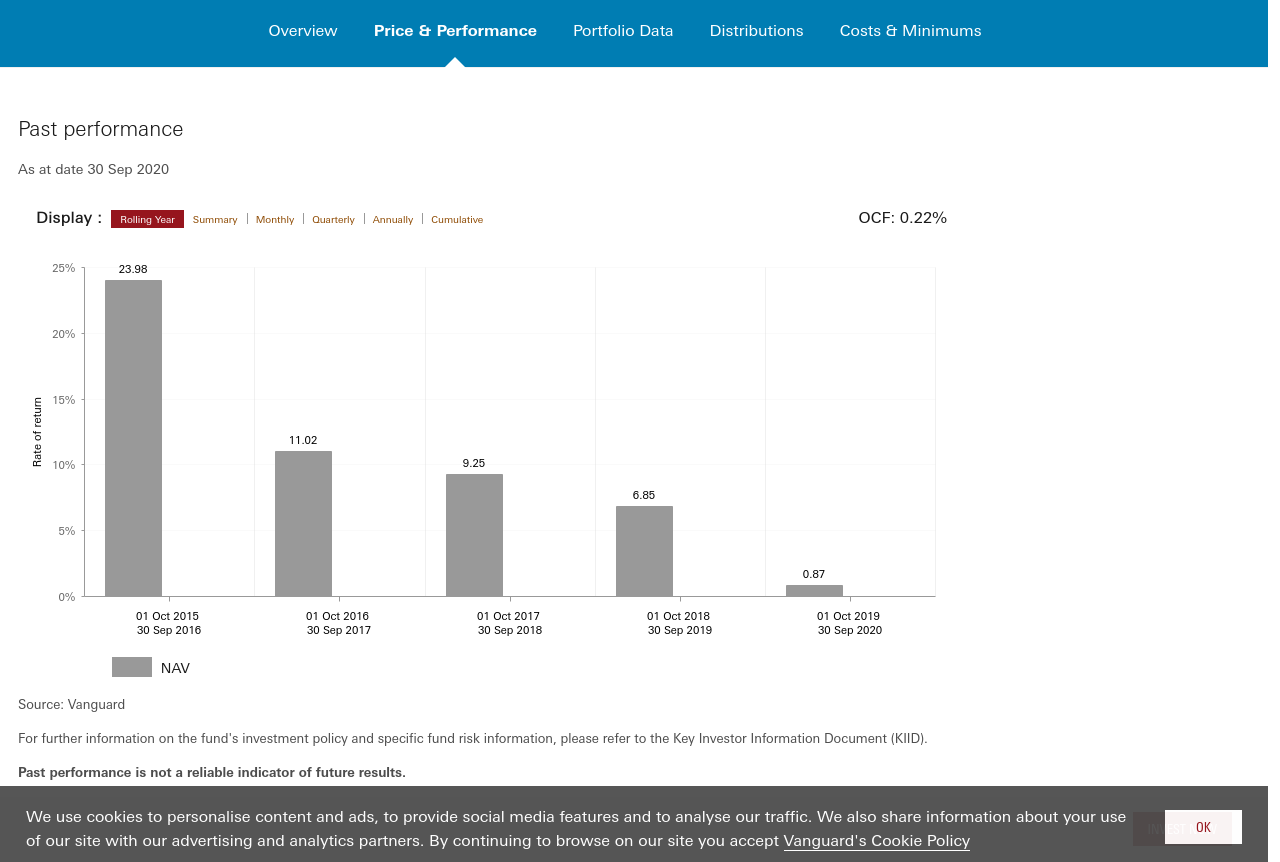 Overview Price & Performance Portfolio Data Distributions Costs & Minimums
Past performance
As at date 30 Sep 2020
Display : Rolling Year Summary Monthly Quarterly Annually Cumulative OCF: 0.22%
25%
20%
15%
10%
5%
0%
Rate of return
23.98
11.02
9.25
6.85
0.87
01 Oct 2015
30 Sep 2016
01 Oct 2016
30 Sep 2017
01 Oct 2017
30 Sep 2018
01 Oct 2018
30 Sep 2019
01 Oct 2019
30 Sep 2020
NAV
Source: Vanguard
For further information on the fund's investment policy and specific fund risk information, please refer to the Key Investor Information Document (KIID).
Past performance is not a reliable indicator of future results.
We use cookies to personalise content and ads, to provide social media features and to analyse our traffic. We also share information about your use
of our site with our advertising and analytics partners. By continuing to browse on our site you accept Vanguard's Cookie Policy
OK